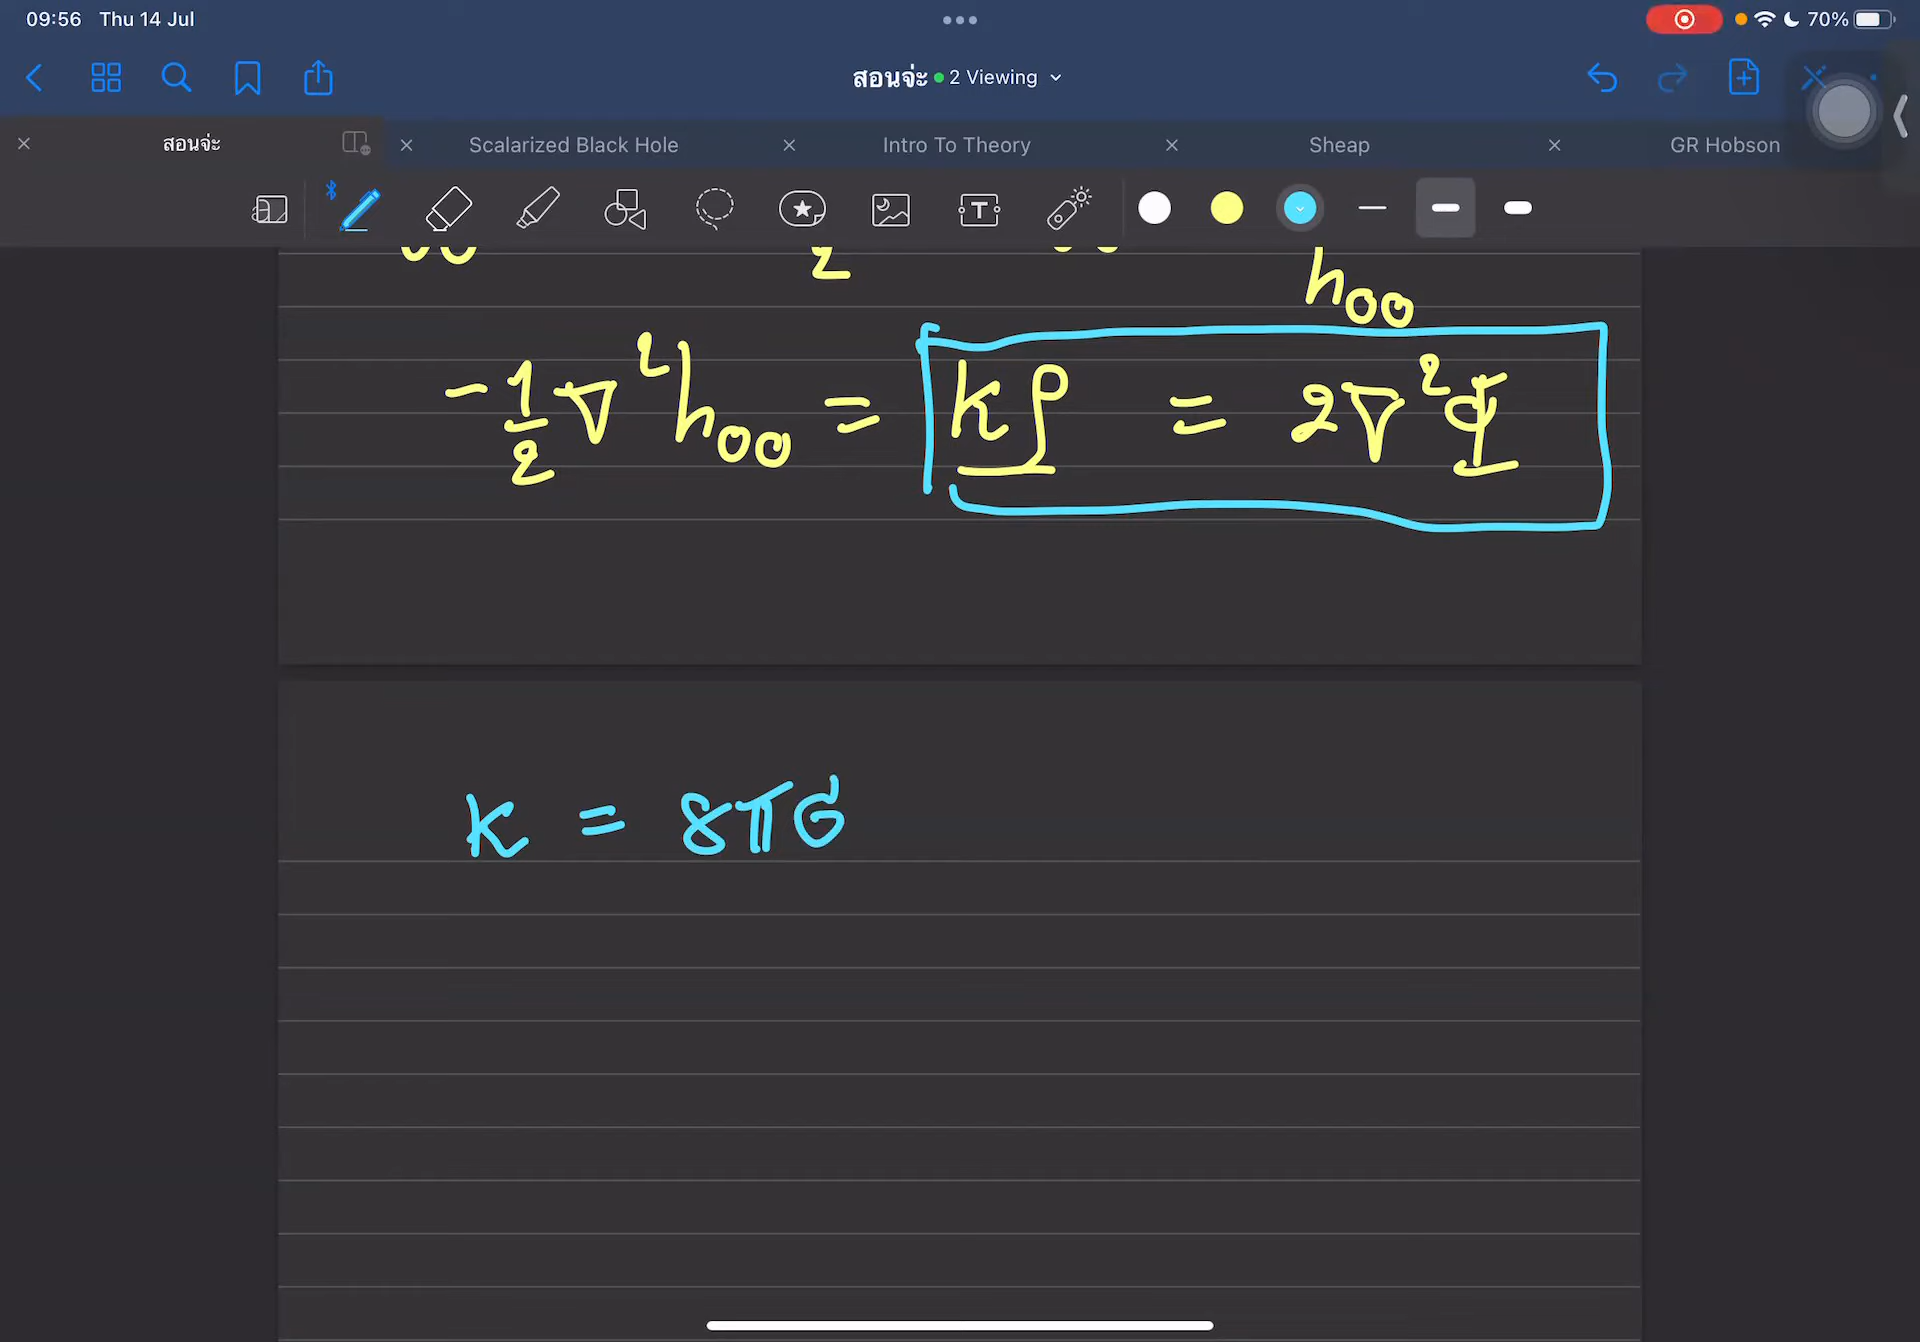 09:56 Thu 14 Jul
70%
สอนจ่ะ 2 Viewing
สอนจ่ะ
Scalarized Black Hole
Intro To Theory
Sheap
GR Hobson
T
h₀₀
-1/2 ∇²h₀₀ = kρ = 2∇²Φ
k = 8πG